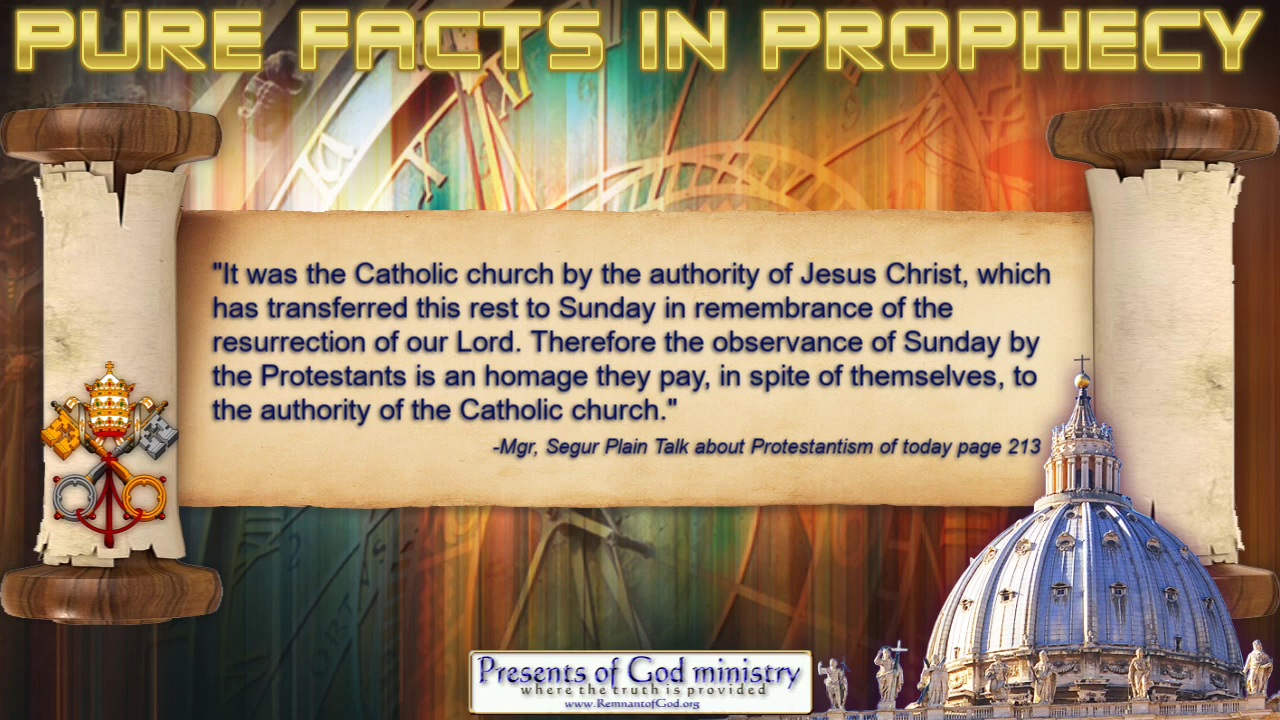 PURE FACTS IN PROPHECY
"It was the Catholic church by the authority of Jesus Christ, which
has transferred this rest to Sunday in remembrance of the
resurrection of our Lord. Therefore the observance of Sunday by
the Protestants is an homage they pay, in spite of themselves, to
the authority of the Catholic church."
-Mgr, Segur Plain Talk about Protestantism of today page 213
Presents of God ministry
where the truth is provided
www.RemnantofGod.org